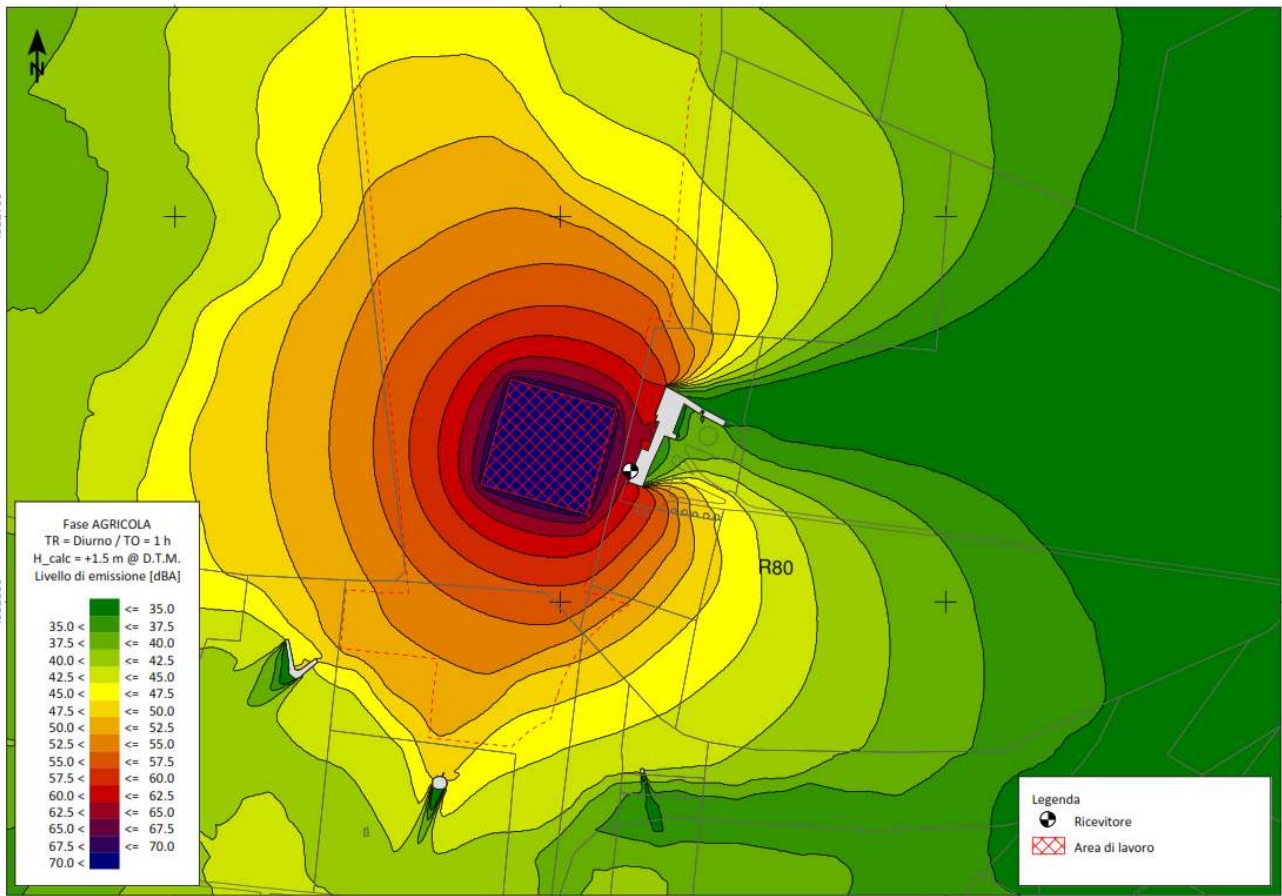 N
R80
Fase AGRICOLA
TR = Diurno / TO = 1 h
H_calc = +1.5 m @ D.T.M.
Livello di emissione [dBA]
<= 35.0
35.0 < <= 37.5
37.5 < <= 40.0
40.0 < <= 42.5
42.5 < <= 45.0
45.0 < <= 47.5
47.5 < <= 50.0
50.0 < <= 52.5
52.5 < <= 55.0
55.0 < <= 57.5
57.5 < <= 60.0
60.0 < <= 62.5
62.5 < <= 65.0
65.0 < <= 67.5
67.5 < <= 70.0
70.0 <
Legenda
Ricevitore
Area di lavoro